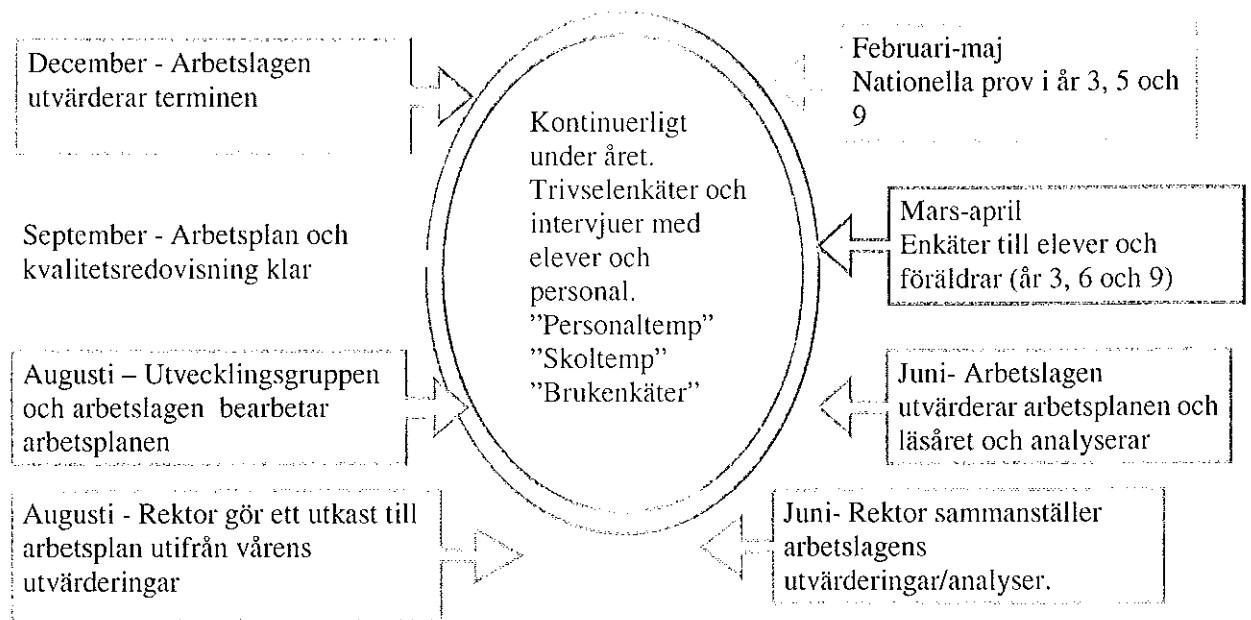 December - Arbetslagen
utvärderar terminen
September - Arbetsplan och
kvalitetsredovisning klar
Augusti – Utvecklingsgruppen
och arbetslagen bearbetar
arbetsplanen
Augusti - Rektor gör ett utkast till
arbetsplan utifrån vårens
utvärderingar
Kontinuerligt
under året.
Trivselenkäter och
intervjuer med
elever och
personal.
”Personaltemp”
”Skoltemp”
”Brukenkäter”
Februari-maj
Nationella prov i år 3, 5 och
9
Mars-april
Enkäter till elever och
föräldrar (år 3, 6 och 9)
Juni- Arbetslagen
utvärderar arbetsplanen och
läsåret och analyserar
Juni- Rektor sammanställer
arbetslagens
utvärderingar/analyser.